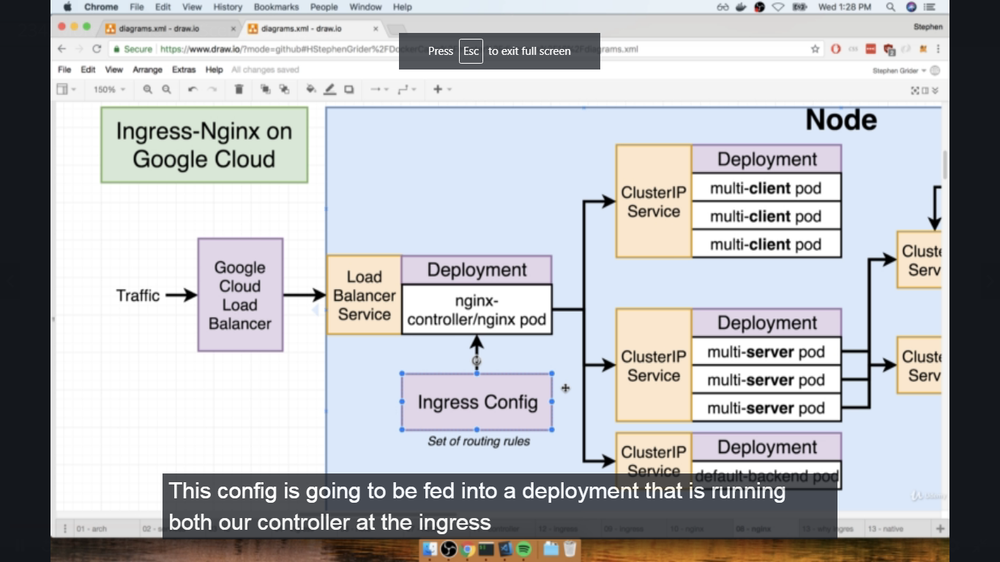 Chrome File Edit View History Bookmarks People Window Help
Wed 1:28 PM
diagrams.xml - draw.io
diagrams.xml - draw.io
Stephen
Press Esc to exit full screen
Secure https://www.draw.io/?mode=github#HStephenGrider%2FDockerCa
%2Fdiagrams.xml
File Edit View Arrange Extras Help All changes saved
Stephen Grider
150%
Ingress-Nginx on
Google Cloud
Node
Deployment
ClusterIP
Service
multi-client pod
multi-client pod
multi-client pod
Traffic
Google
Cloud
Load
Balancer
Load
Balancer
Service
Deployment
nginx-
controller/nginx pod
Ingress Config
Set of routing rules
Deployment
ClusterIP
Service
multi-server pod
multi-server pod
multi-server pod
Cluste
Serv
Cluste
Serv
Deployment
ClusterIP
Service
default-backend pod
This config is going to be fed into a deployment that is running
both our controller at the ingress
Udemy
01 - arch
12 - ingress
09 - ingress
10 - nginx
08 - nginx
13 - why ingres
13 - native